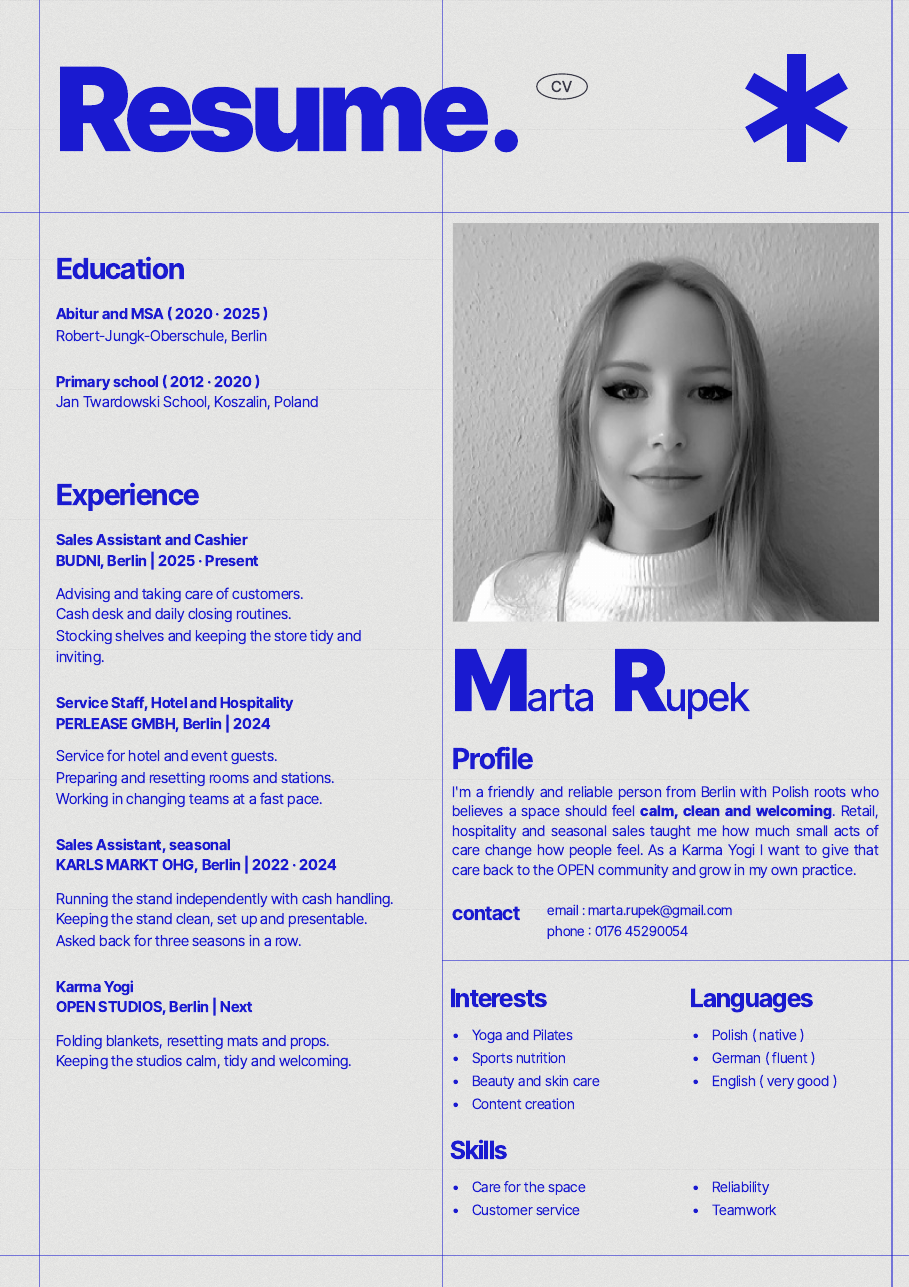 Resume.
CV
Education
Abitur and MSA ( 2020 · 2025 )
Robert-Jungk-Oberschule, Berlin
Primary school ( 2012 · 2020 )
Jan Twardowski School, Koszalin, Poland
Experience
Sales Assistant and Cashier
BUDNI, Berlin | 2025 · Present
Advising and taking care of customers.
Cash desk and daily closing routines.
Stocking shelves and keeping the store tidy and
inviting.
Service Staff, Hotel and Hospitality
PERLEASE GMBH, Berlin | 2024
Service for hotel and event guests.
Preparing and resetting rooms and stations.
Working in changing teams at a fast pace.
Sales Assistant, seasonal
KARLS MARKT OHG, Berlin | 2022 · 2024
Running the stand independently with cash handling.
Keeping the stand clean, set up and presentable.
Asked back for three seasons in a row.
Karma Yogi
OPEN STUDIOS, Berlin | Next
Folding blankets, resetting mats and props.
Keeping the studios calm, tidy and welcoming.
Marta Rupek
Profile
I'm a friendly and reliable person from Berlin with Polish roots who
believes a space should feel calm, clean and welcoming. Retail,
hospitality and seasonal sales taught me how much small acts of
care change how people feel. As a Karma Yogi I want to give that
care back to the OPEN community and grow in my own practice.
contact
email : marta.rupek@gmail.com
phone : 0176 45290054
Interests
• Yoga and Pilates
• Sports nutrition
• Beauty and skin care
• Content creation
Languages
• Polish ( native )
• German ( fluent )
• English ( very good )
Skills
• Care for the space
• Customer service
• Reliability
• Teamwork